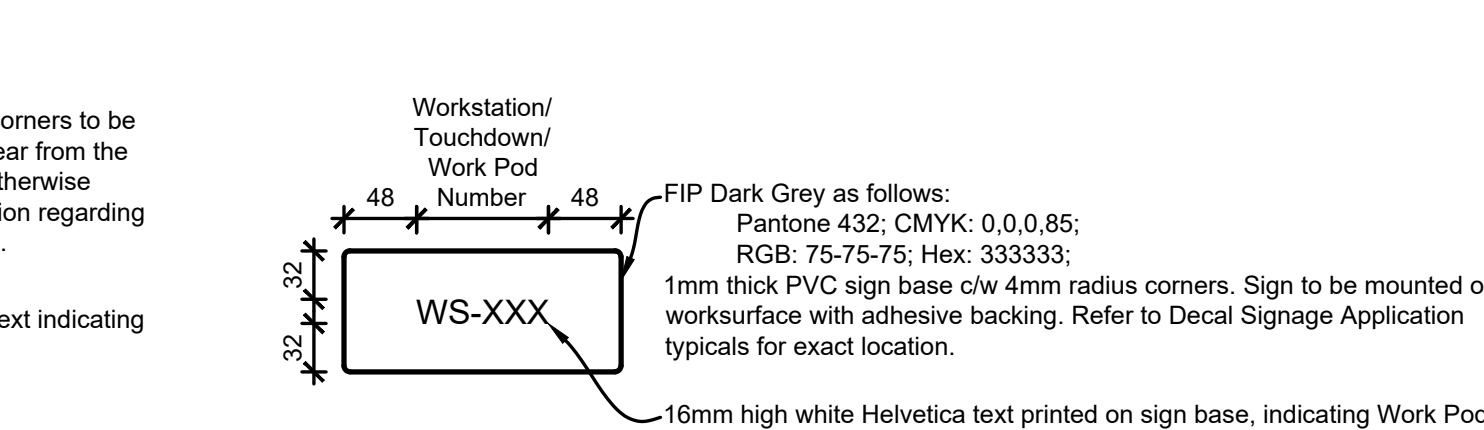 orners to be
ear from the
therwise
ion regarding
.
ext indicating
Workstation/
Touchdown/
Work Pod
Number
48
48
32
32
WS-XXX
FIP Dark Grey as follows:
Pantone 432; CMYK: 0,0,0,85;
RGB: 75-75-75; Hex: 333333;
1mm thick PVC sign base c/w 4mm radius corners. Sign to be mounted o
worksurface with adhesive backing. Refer to Decal Signage Application
typicals for exact location.
16mm high white Helvetica text printed on sign base, indicating Work Pod